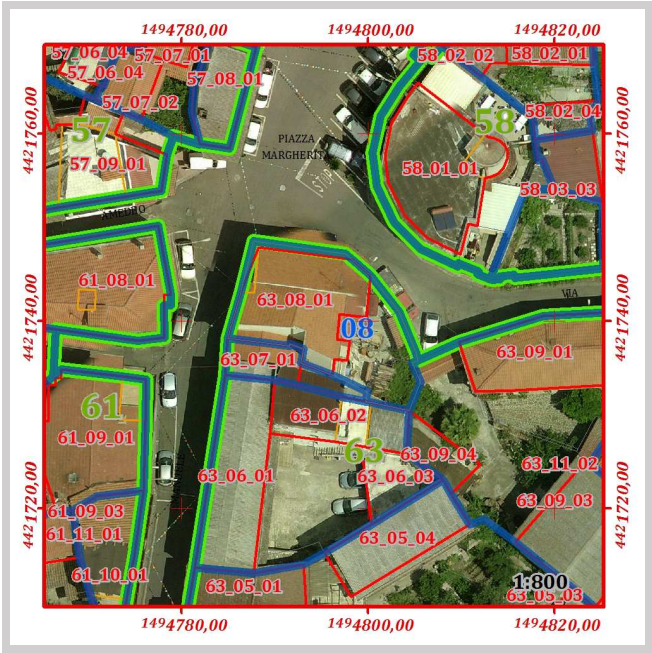 1494780,00 1494800,00 1494820,00
57_06_04 57_07_01 58_02_02 58_02_01
57_06_04 57_08_01
57_07_02 58_02_04
4421760,00 57 PIAZZA 58 4421760,00
57_09_01 MARGHERIT 58_01_01
STOP 58_03_03
AMEDEO
61_08_01 63_08_01 VIA
4421740,00 08 4421740,00
63_07_01 63_09_01
61 63_06_02
61_09_01 63 63_09_04
63_06_01 63_06_03 63_11_02
4421720,00 61_09_03 63_09_03 4421720,00
61_11_01 63_05_04
61_10_01 63_05_01 1:800
63_05_03
1494780,00 1494800,00 1494820,00